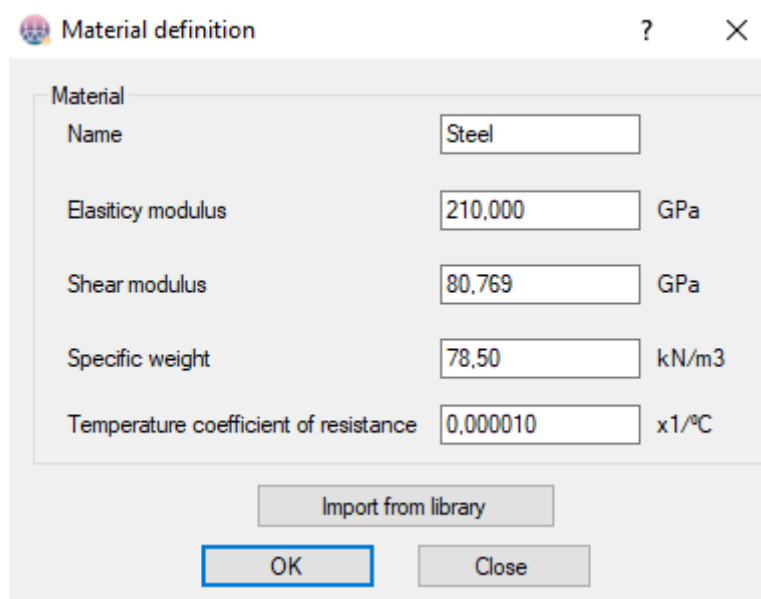 Material definition ? ×
Material
Name Steel
Elasiticy modulus 210,000 GPa
Shear modulus 80,769 GPa
Specific weight 78,50 kN/m3
Temperature coefficient of resistance 0,000010 x1/ºC
Import from library
OK Close